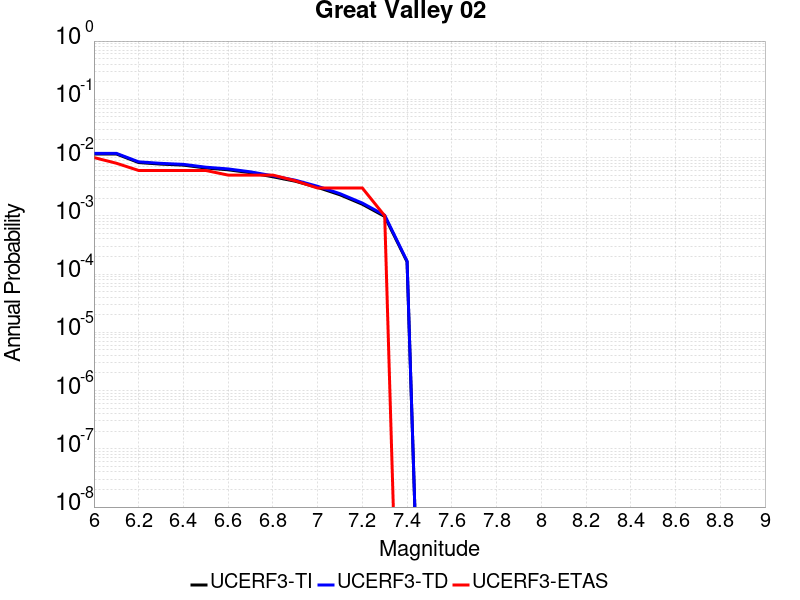 Great Valley 02
10^0
10^-1
10^-2
10^-3
10^-4
10^-5
10^-6
10^-7
10^-8
Annual Probability
6 6.2 6.4 6.6 6.8 7 7.2 7.4 7.6 7.8 8 8.2 8.4 8.6 8.8 9
Magnitude
UCERF3-TI UCERF3-TD UCERF3-ETAS